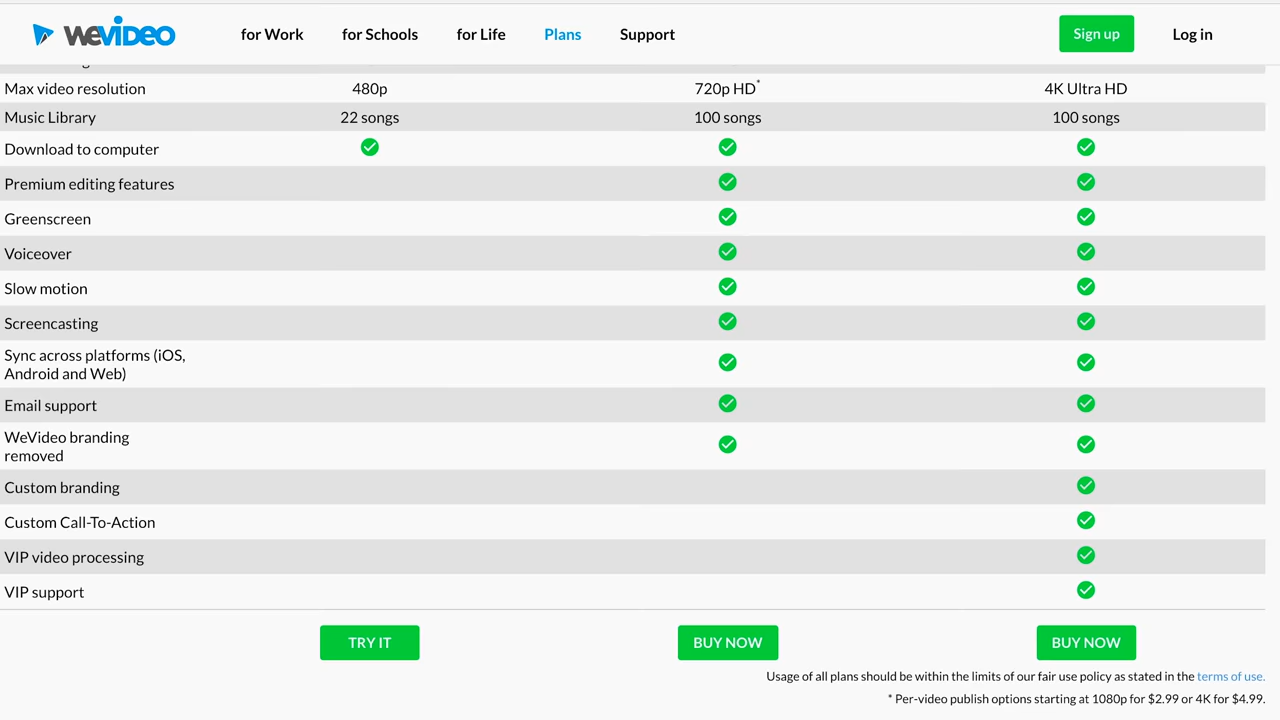 WEVIDEO for Work for Schools for Life Plans Support Sign up Log in
Max video resolution 480p 720p HD* 4K Ultra HD
Music Library 22 songs 100 songs 100 songs
Download to computer
Premium editing features
Greenscreen
Voiceover
Slow motion
Screencasting
Sync across platforms (iOS,
Android and Web)
Email support
WeVideo branding
removed
Custom branding
Custom Call-To-Action
VIP video processing
VIP support
TRY IT BUY NOW BUY NOW
Usage of all plans should be within the limits of our fair use policy as stated in the terms of use.
* Per-video publish options starting at 1080p for $2.99 or 4K for $4.99.